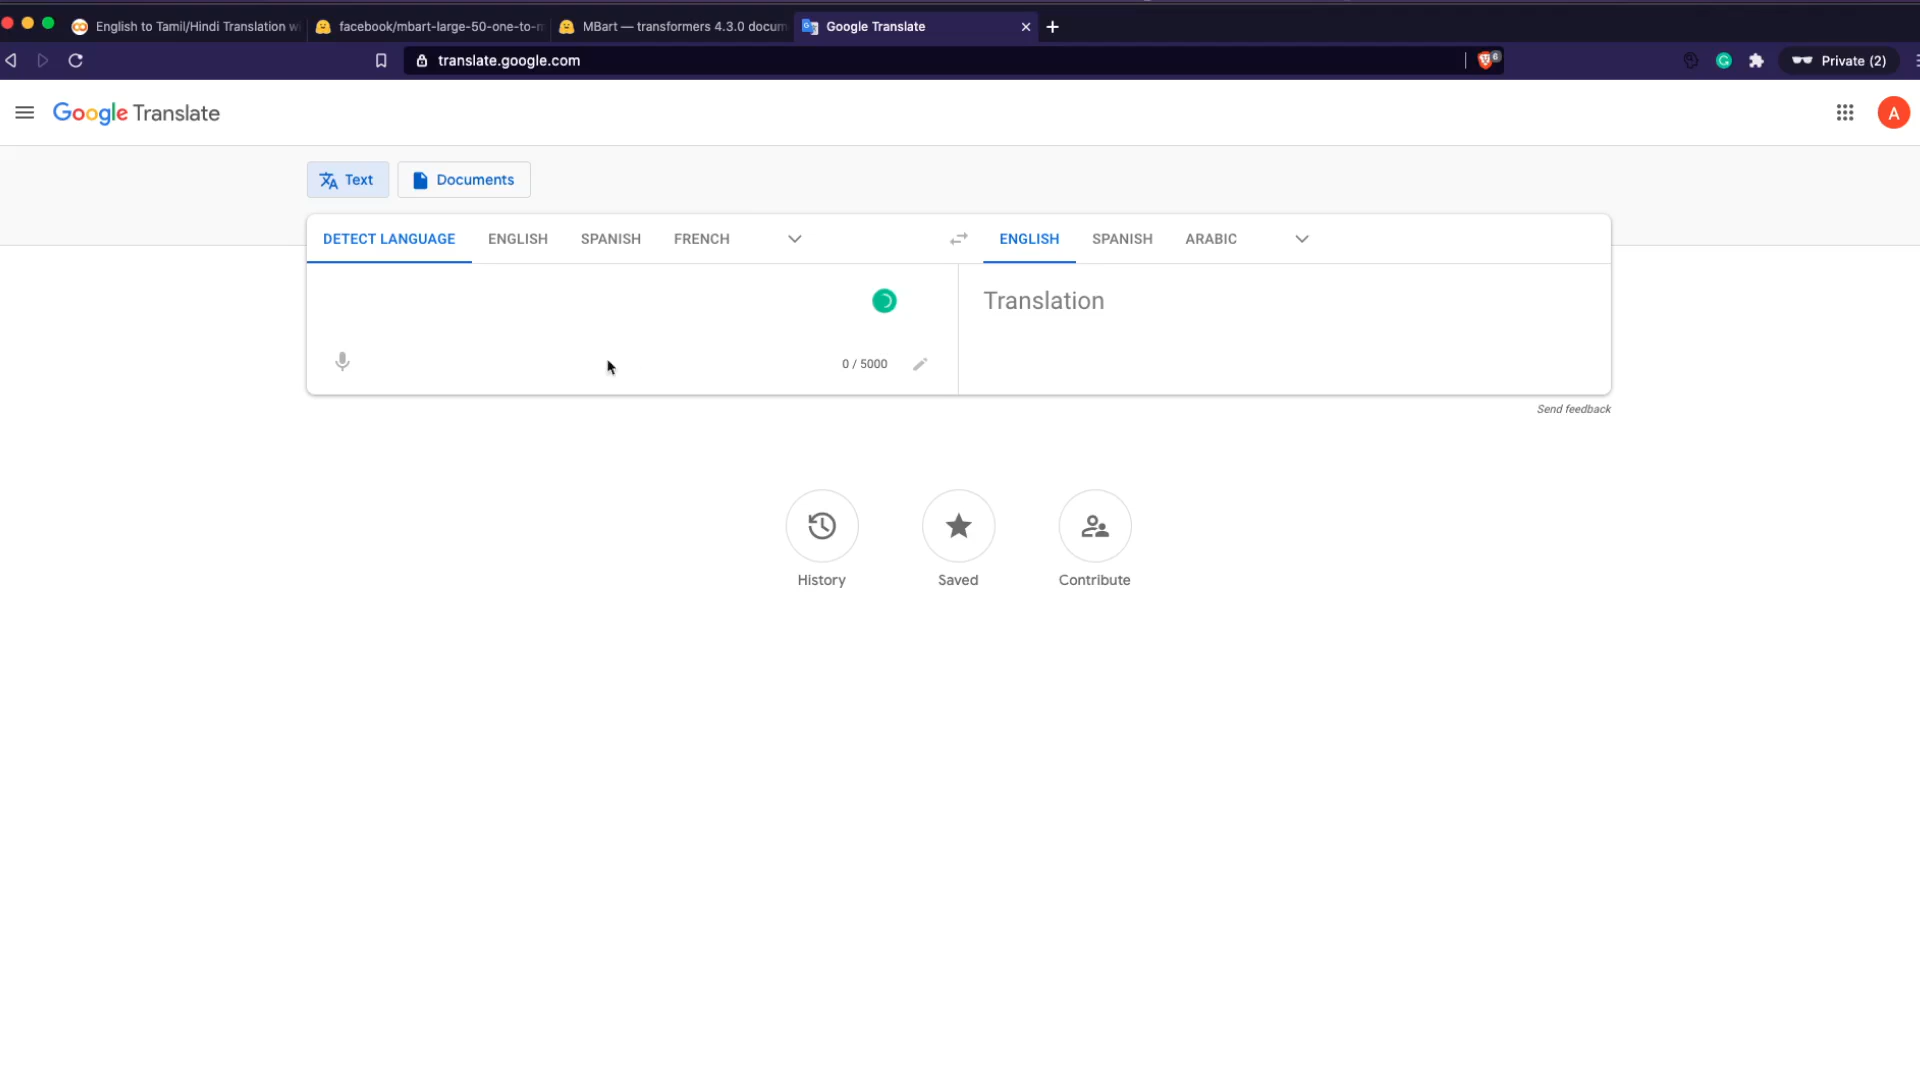 English to Tamil/Hindi Translation wi
facebook/mbart-large-50-one-to-m
MBart — transformers 4.3.0 docum
Google Translate
translate.google.com
6
Private (2)
Google Translate
A
Text
Documents
DETECT LANGUAGE
ENGLISH
SPANISH
FRENCH
ENGLISH
SPANISH
ARABIC
Translation
0 / 5000
Send feedback
History
Saved
Contribute